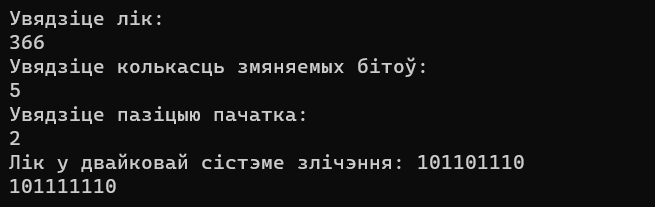 Увядзіце лік:
366
Увядзіце колькасць змяняемых бітоў:
5
Увядзіце пазіцыю пачатка:
2
Лік у двайковай сістэме злічэння: 101101110
101111110